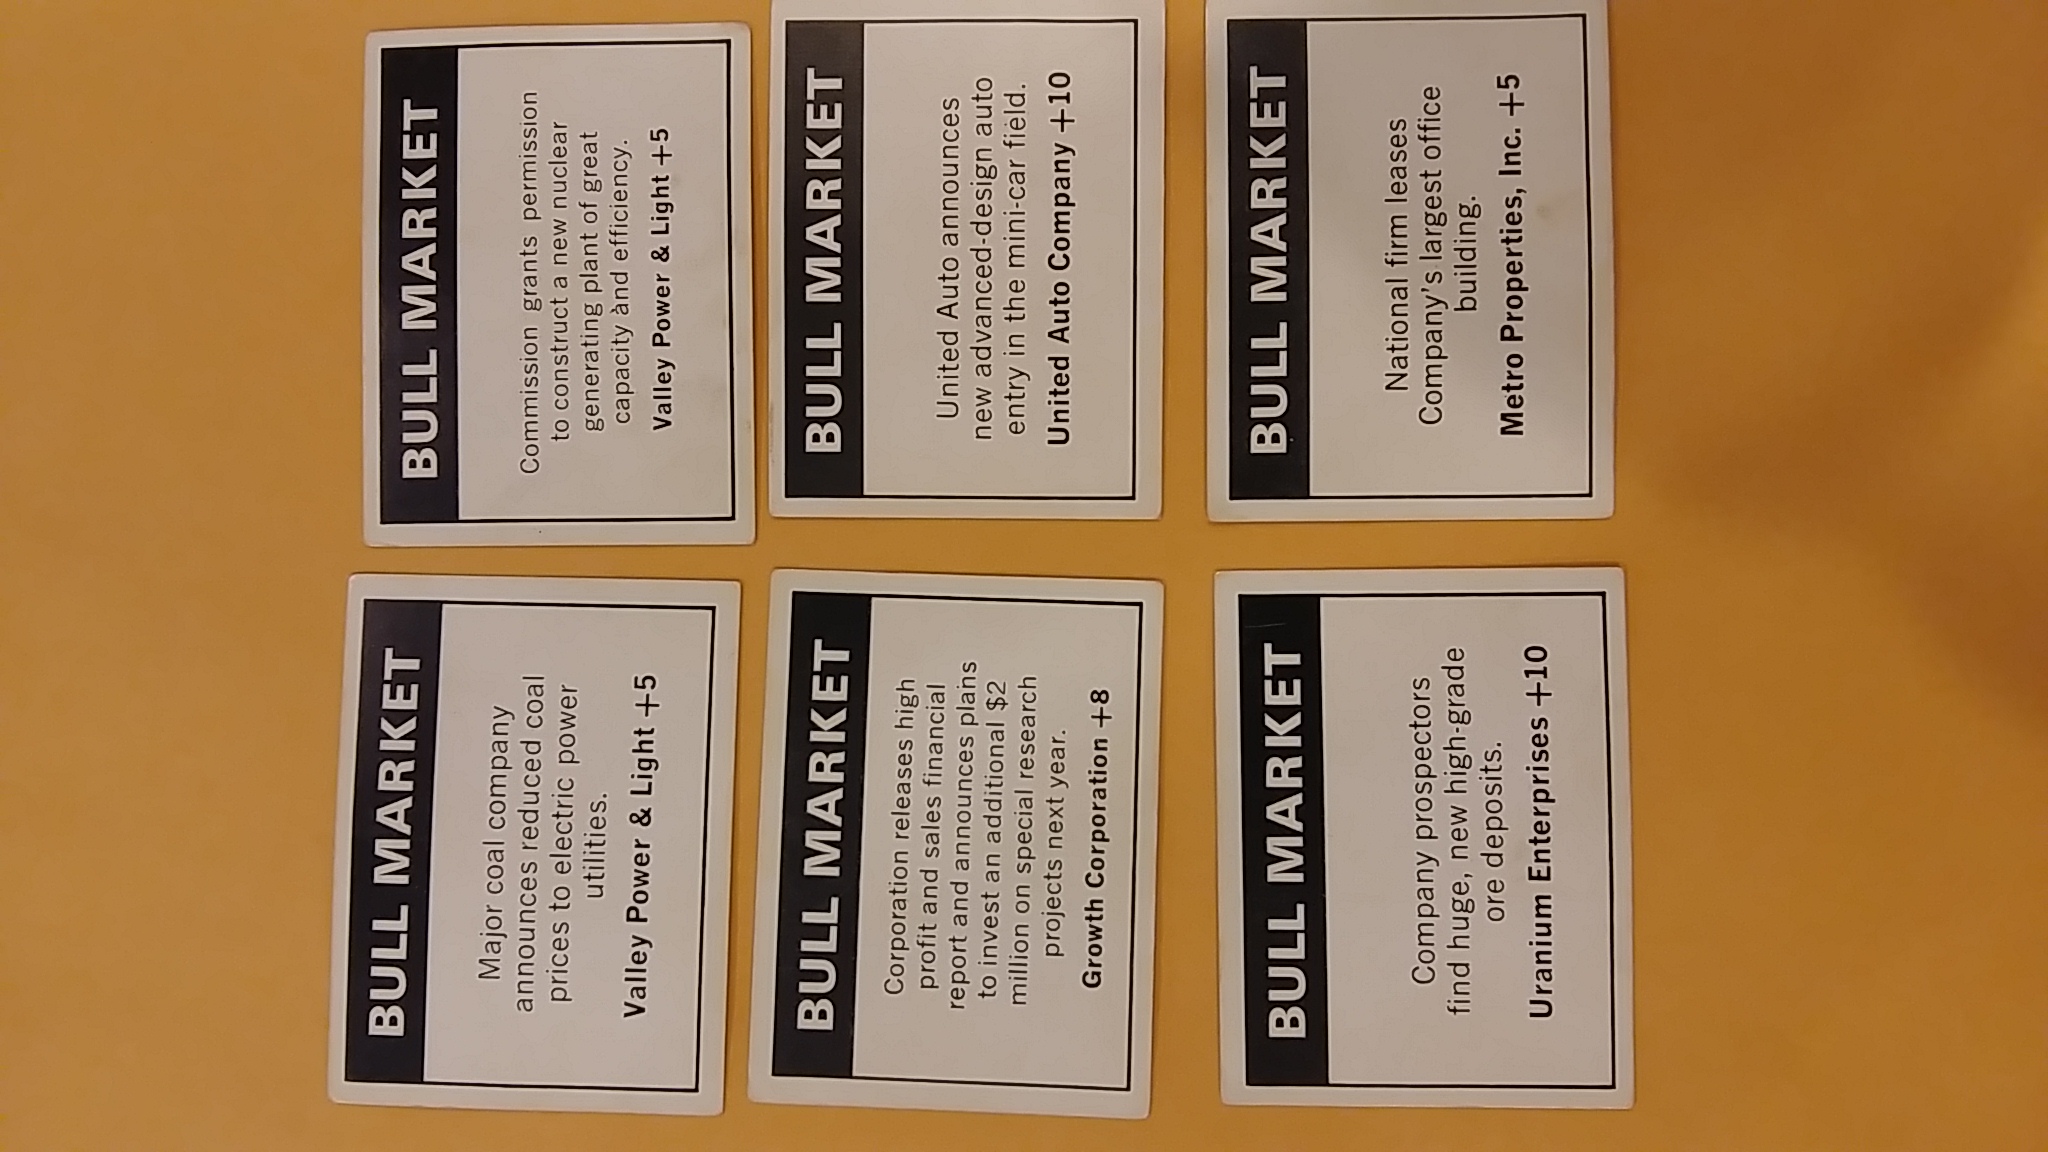 BULL MARKET
Major coal company
announces reduced coal
prices to electric power
utilities.
Valley Power & Light +5
BULL MARKET
Commission grants permission
to construct a new nuclear
generating plant of great
capacity and efficiency.
Valley Power & Light +5
BULL MARKET
Corporation releases high
profit and sales financial
report and announces plans
to invest an additional $2
million on special research
projects next year.
Growth Corporation +8
BULL MARKET
United Auto announces
new advanced-design auto
entry in the mini-car field.
United Auto Company +10
BULL MARKET
Company prospectors
find huge, new high-grade
ore deposits.
Uranium Enterprises +10
BULL MARKET
National firm leases
Company's largest office
building.
Metro Properties, Inc. +5